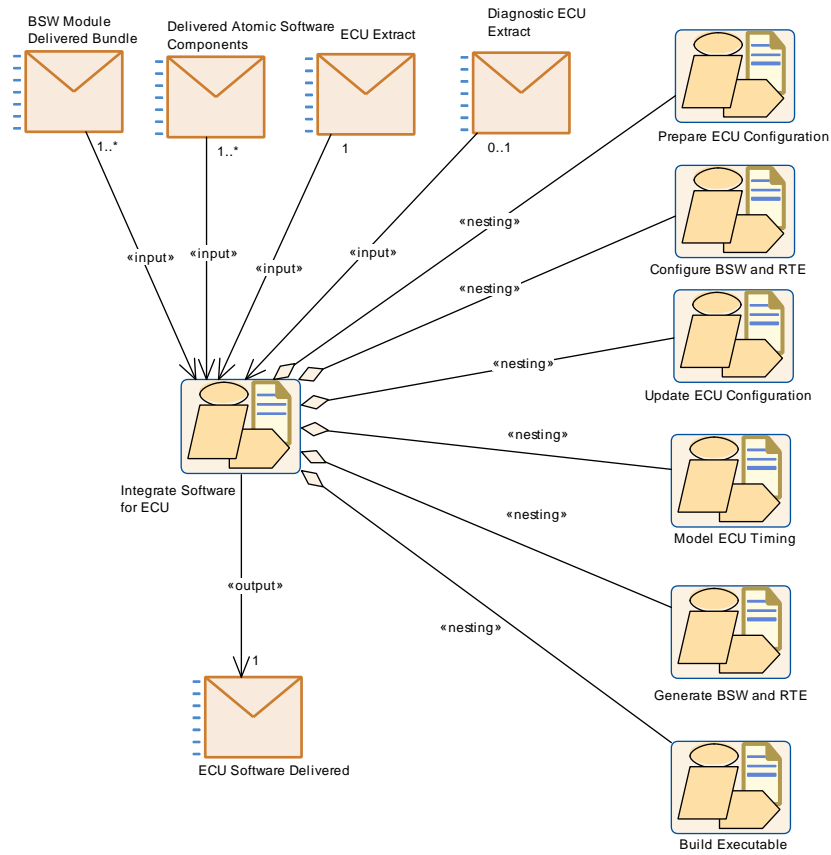 BSW Module
Delivered Bundle
Delivered Atomic Software
Components
ECU Extract
Diagnostic ECU
Extract
1..*
1..*
1
0..1
Prepare ECU Configuration
«nesting»
«input»
«input»
«input»
«input»
«nesting»
Configure BSW and RTE
«nesting»
Update ECU Configuration
«nesting»
Integrate Software
for ECU
«nesting»
Model ECU Timing
«output»
«nesting»
1
Generate BSW and RTE
ECU Software Delivered
Build Executable